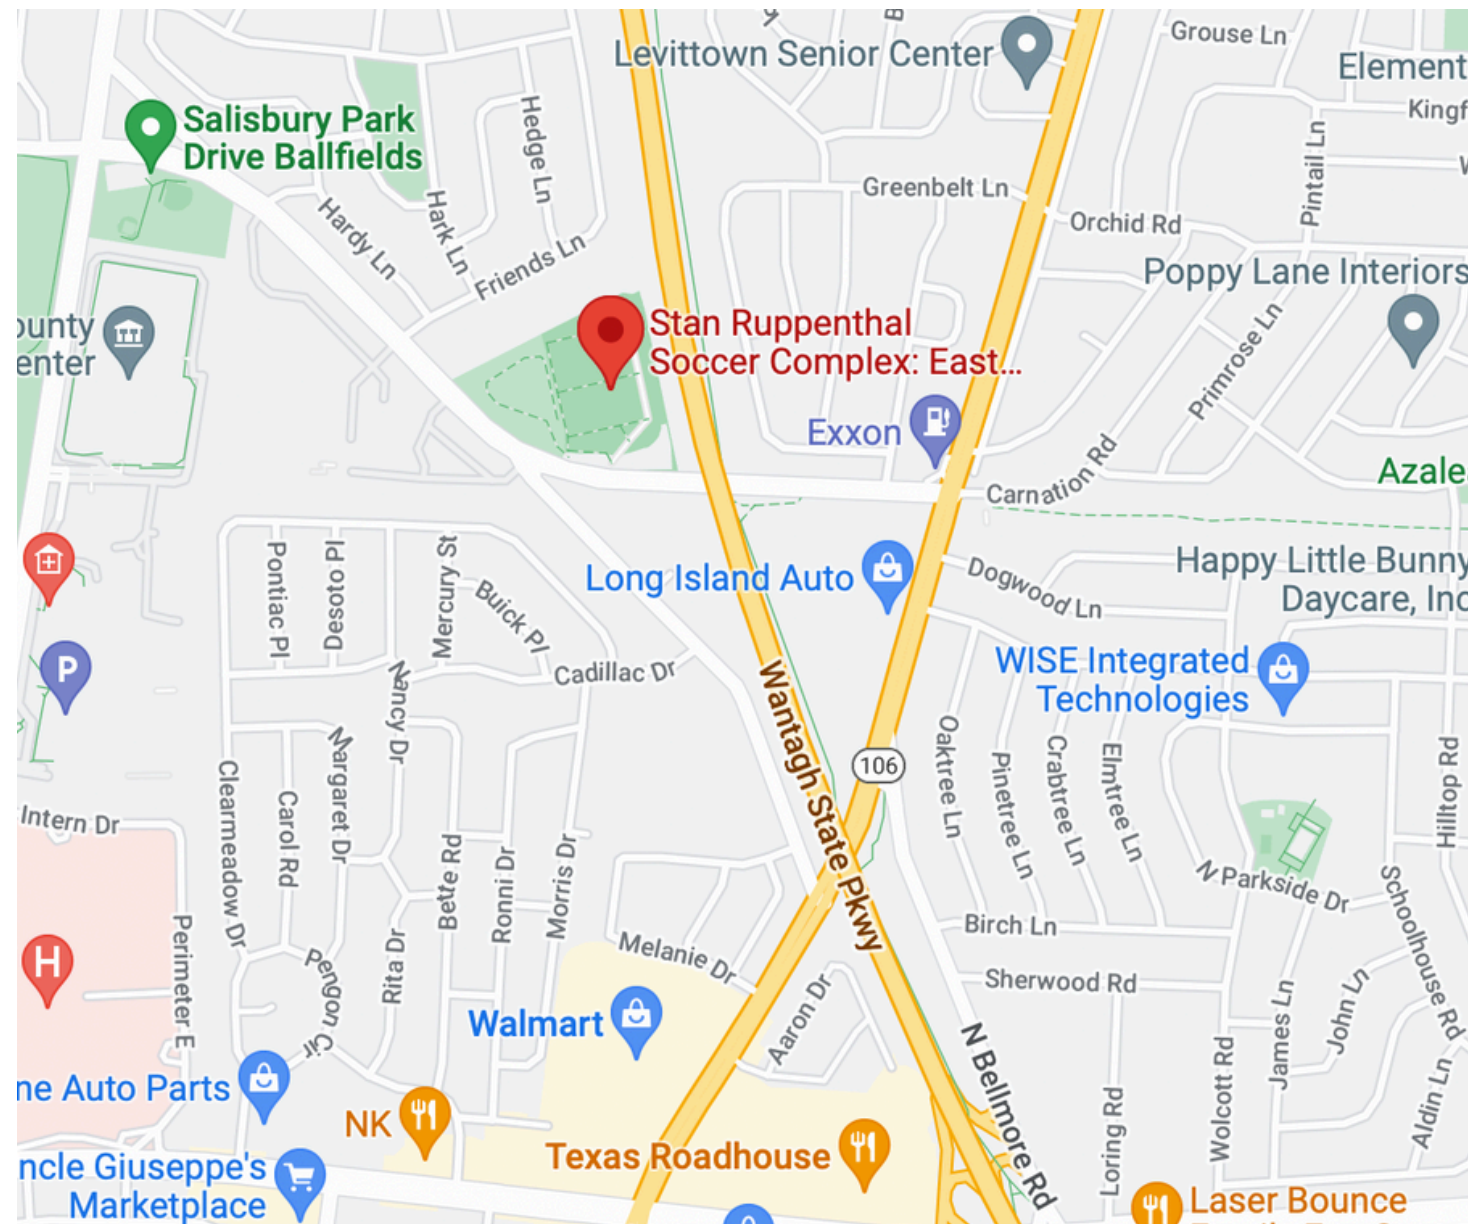 Levittown Senior Center
Grouse Ln
Element
Kingf
Salisbury Park
Drive Ballfields
Hedge Ln
Pintail Ln
Greenbelt Ln
Orchid Rd
Hardy Ln
Hark Ln
Friends Ln
Poppy Lane Interiors
ounty
enter
Stan Ruppenthal
Soccer Complex: East...
Primrose Ln
Exxon
Carnation Rd
Azale
Pontiac Pl
Desoto Pl
Mercury St
Buick Pl
Long Island Auto
Dogwood Ln
Happy Little Bunny
Daycare, Inc
P
Nancy Dr
Cadillac Dr
WISE Integrated
Technologies
Wantagh State Pkwy
106
Margaret Dr
Clearmeadow Dr
Carol Rd
Oaktree Ln
Pinetree Ln
Crabtree Ln
Elmtree Ln
Hilltop Rd
Intern Dr
Bette Rd
Ronni Dr
Morris Dr
N Parkside Dr
Schoolhouse Rd
Perimeter E
Birch Ln
H
Pengon Cir
Rita Dr
Melanie Dr
Aaron Dr
Sherwood Rd
Walmart
N Bellmore Rd
James Ln
John Ln
ne Auto Parts
NK
Loring Rd
Wolcott Rd
Aldin Ln
Texas Roadhouse
ncle Giuseppe's
Marketplace
Laser Bounce